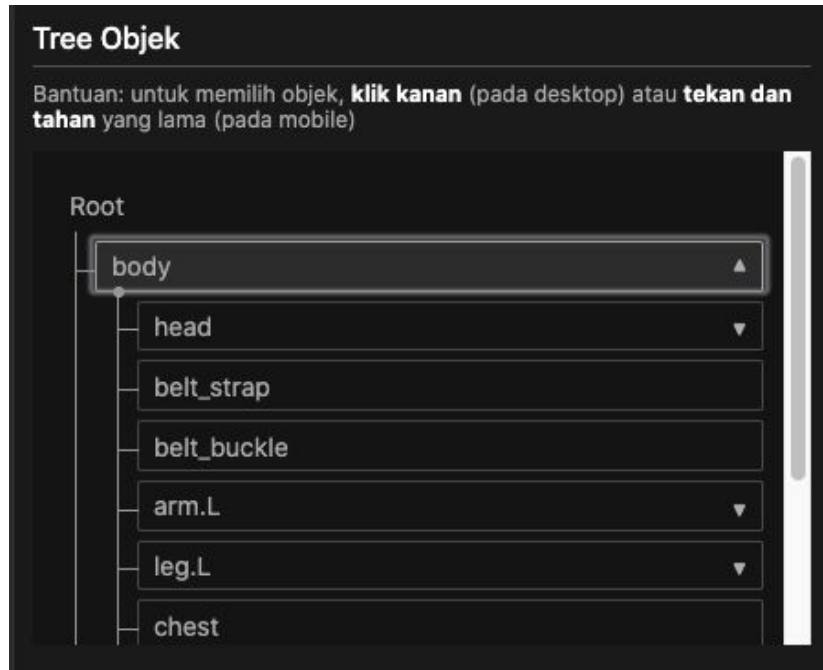 Tree Objek
Bantuan: untuk memilih objek, klik kanan (pada desktop) atau tekan dan
tahan yang lama (pada mobile)
Root
body
head
belt_strap
belt_buckle
arm.L
leg.L
chest